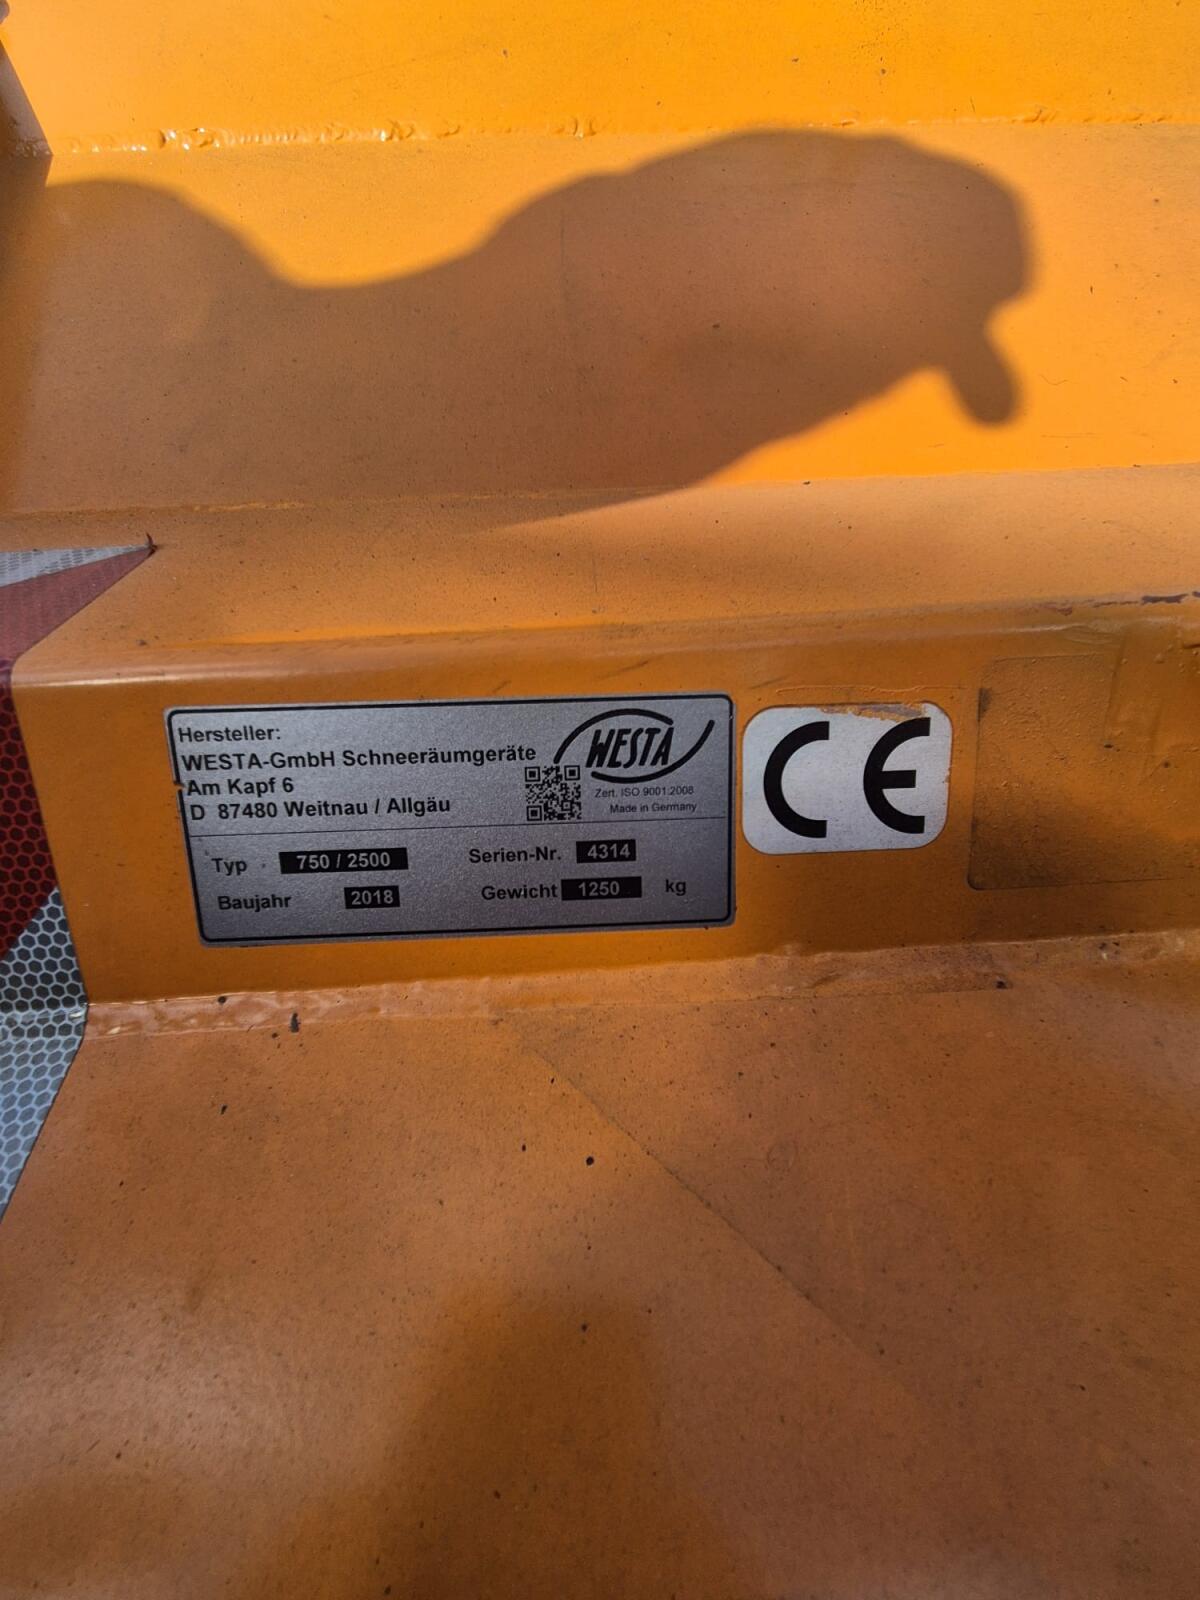 Hersteller:
WESTA-GmbH Schneeräumgeräte
Am Kapf 6
D 87480 Weitnau / Allgäu
WESTA
Zert. ISO 9001:2008
Made in Germany
Typ 750 / 2500 Serien-Nr. 4314
Baujahr 2018 Gewicht 1250 kg
CE